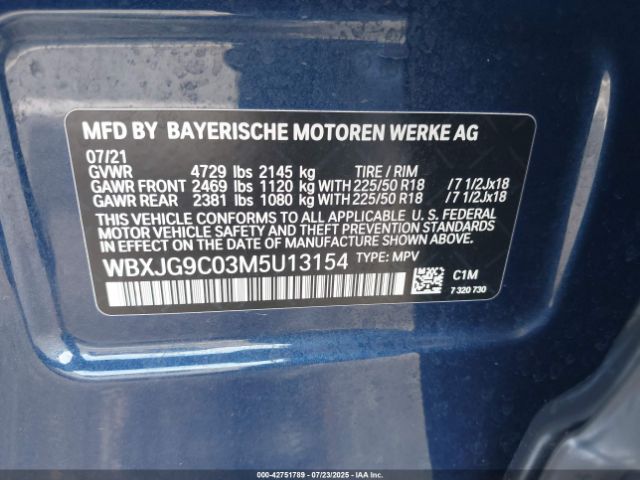 MFD BY BAYERISCHE MOTOREN WERKE AG
07/21
GVWR 4729 lbs 2145 kg TIRE / RIM
GAWR FRONT 2469 lbs 1120 kg WITH 225/50 R18 / 7 1/2Jx18
GAWR REAR 2381 lbs 1080 kg WITH 225/50 R18 / 7 1/2Jx18
THIS VEHICLE CONFORMS TO ALL APPLICABLE U. S. FEDERAL
MOTOR VEHICLE SAFETY AND THEFT PREVENTION STANDARDS
IN EFFECT ON THE DATE OF MANUFACTURE SHOWN ABOVE.
WBXJG9C03M5U13154 TYPE: MPV
C1M
7 320 730
000-42751789 | 07/23/2025 | IAAI.COM